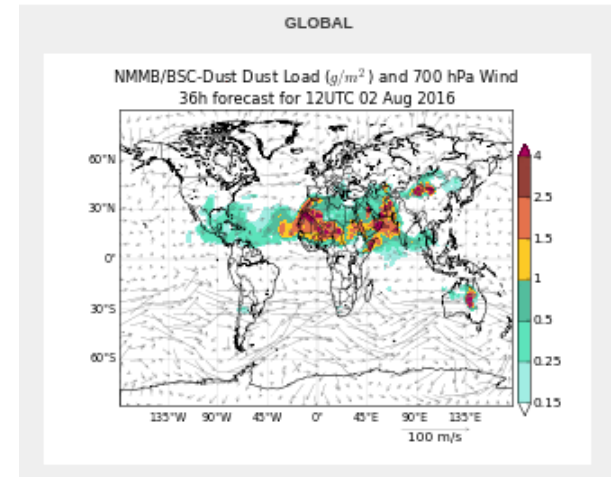 GLOBAL
NMMB/BSC-Dust Dust Load (g/m²) and 700 hPa Wind
36h forecast for 12UTC 02 Aug 2016
60°N
30°N
0°
30°S
60°S
135°W 90°W 45°W 0° 45°E 90°E 135°E
100 m/s
4
2.5
1.5
1
0.5
0.25
0.15